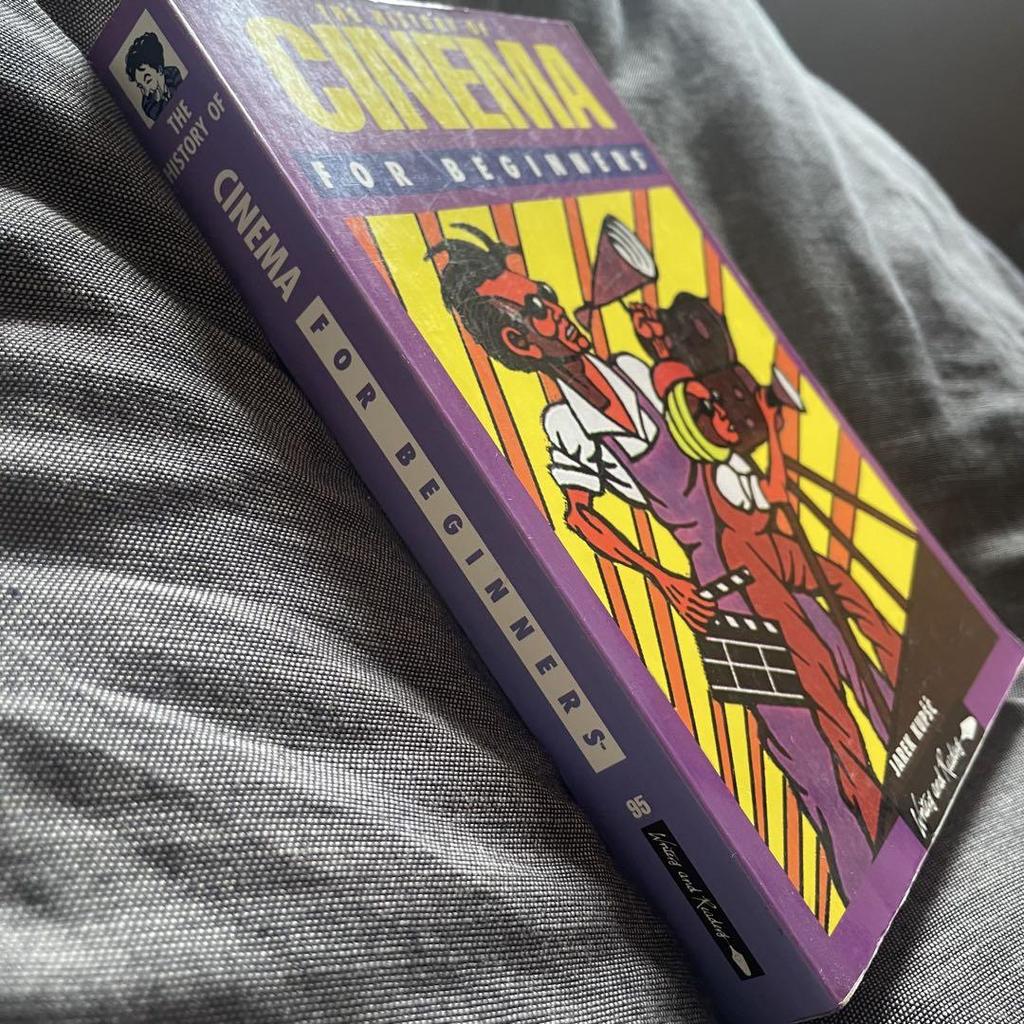 THE HISTORY OF
CINEMA
FOR BEGINNERS
JAREK KUPŚĆ
Writers and Readers
THE
HISTORY OF
CINEMA
FOR BEGINNERS™
95
Writers and Readers